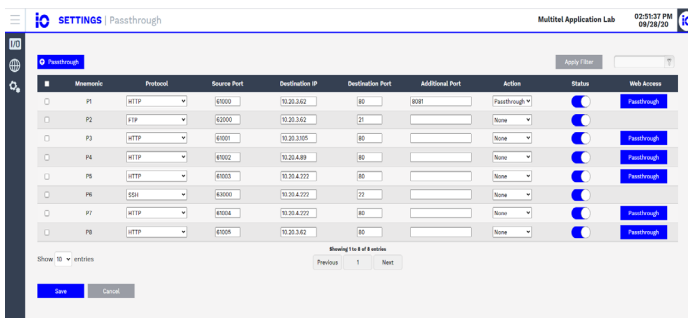 iO SETTINGS | Passthrough Multitel Application Lab 02:51:37 PM
09/28/20
I/O
Passthrough Apply Filter
Mnemonic Protocol Source Port Destination IP Destination Port Additional Port Action Status Web Access
P1 HTTP 61000 10.20.3.62 80 8081 Passthrough Passthrough
P2 FTP 62000 10.20.3.62 21 None
P3 HTTP 61001 10.20.3.105 80 None Passthrough
P4 HTTP 61002 10.20.4.89 80 None Passthrough
P5 HTTP 61003 10.20.4.222 80 None Passthrough
P6 SSH 63000 10.20.4.222 22 None
P7 HTTP 61004 10.20.4.222 80 None Passthrough
P8 HTTP 61005 10.20.3.62 80 None Passthrough
Showing 1 to 8 of 8 entries
Show 10 entries Previous 1 Next
Save Cancel